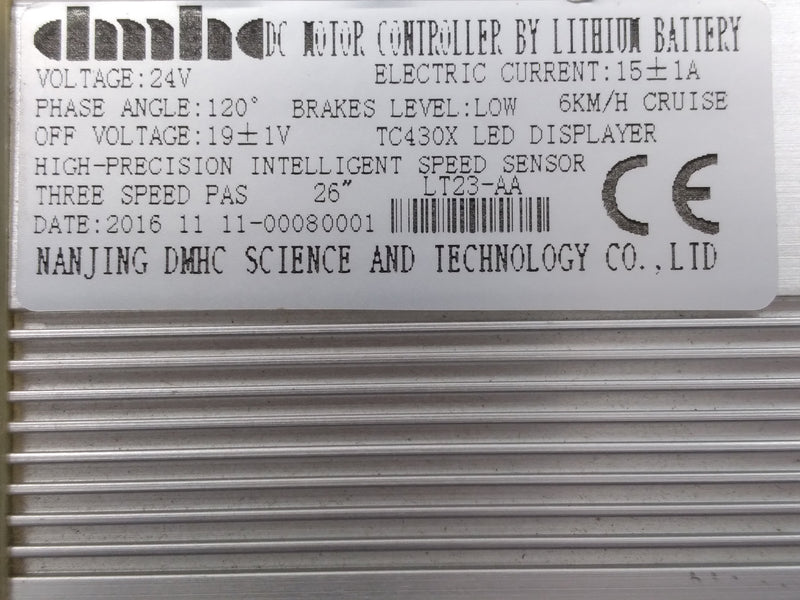 dmhc DC MOTOR CONTROLLER BY LITHIUM BATTERY
VOLTAGE:24V ELECTRIC CURRENT:15±1A
PHASE ANGLE:120° BRAKES LEVEL:LOW 6KM/H CRUISE
OFF VOLTAGE:19±1V TC430X LED DISPLAYER
HIGH-PRECISION INTELLIGENT SPEED SENSOR
THREE SPEED PAS 26″ LT23-AA
DATE:2016 11 11-00080001
CE
NANJING DMHC SCIENCE AND TECHNOLOGY CO.,LTD